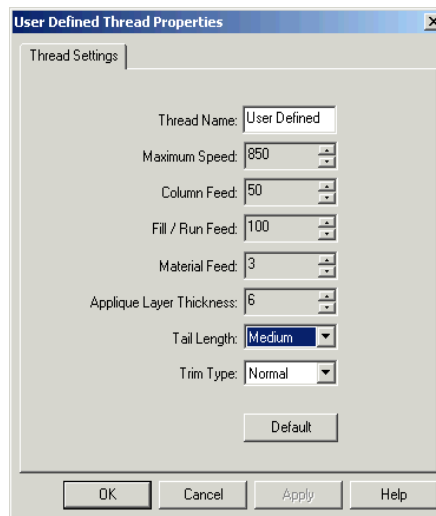 User Defined Thread Properties
Thread Settings
Thread Name: User Defined
Maximum Speed: 850
Column Feed: 50
Fill / Run Feed: 100
Material Feed: 3
Applique Layer Thickness: 6
Tail Length: Medium
Trim Type: Normal
Default
OK Cancel Apply Help